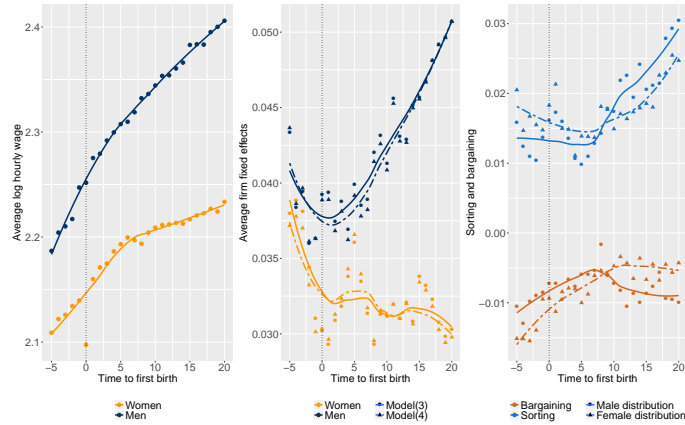 Average log hourly wage
2.4
2.3
2.2
2.1
−5 0 5 10 15 20
Time to first birth
Women
Men
Average firm fixed effects
0.050
0.045
0.040
0.035
0.030
−5 0 5 10 15 20
Time to first birth
Women Model(3)
Men Model(4)
Sorting and bargaining
0.03
0.02
0.01
0.00
−0.01
−5 0 5 10 15 20
Time to first birth
Bargaining Male distribution
Sorting Female distribution